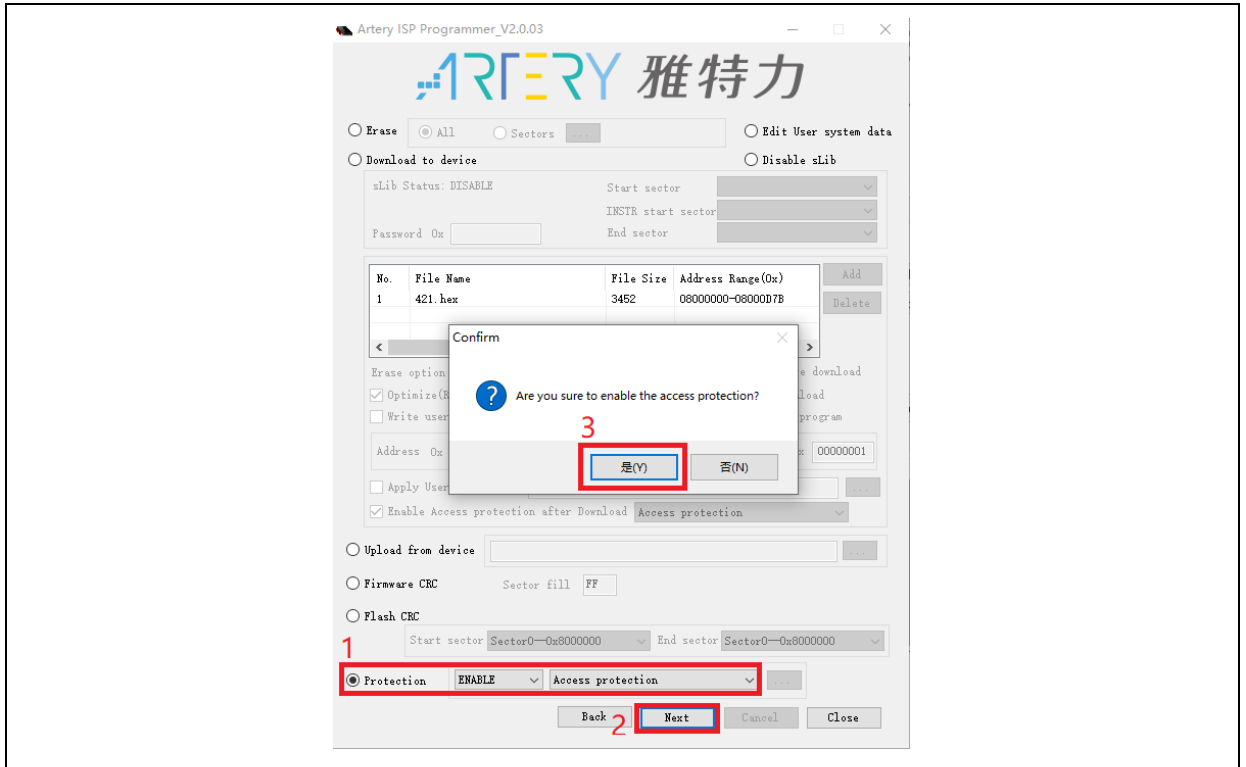 Artery ISP Programmer_V2.0.03
ARTERY 雅特力
Erase All Sectors ... Edit User system data
Download to device Disable sLib
sLib Status: DISABLE Start sector
INSTR start sector
Password 0x End sector
No. File Name File Size Address Range(0x) Add
1 421.hex 3452 08000000-08000D7B Delete
Confirm
< >
Erase option download
Are you sure to enable the access protection?
Optimize(R load
Write user program
3
Address 0x 00000001
是(Y) 否(N)
Apply User ...
Enable Access protection after Download Access protection
Upload from device ...
Firmware CRC Sector fill FF
Flash CRC
Start sector Sector0—0x8000000 End sector Sector0—0x8000000
1
Protection ENABLE Access protection ...
Back 2 Next Cancel Close